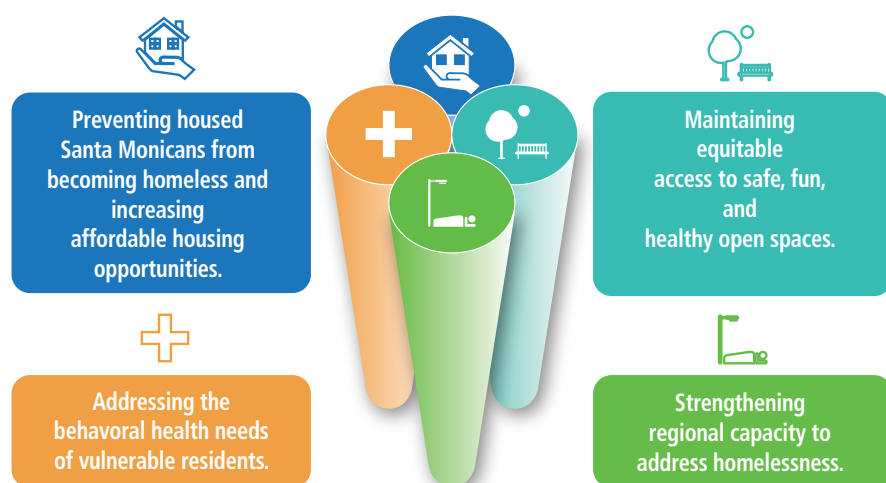 Preventing housed
Santa Monicans from
becoming homeless and
increasing
affordable housing
opportunities.
Maintaining
equitable
access to safe, fun,
and
healthy open spaces.
Addressing the
behavoral health needs
of vulnerable residents.
Strengthening
regional capacity to
address homelessness.